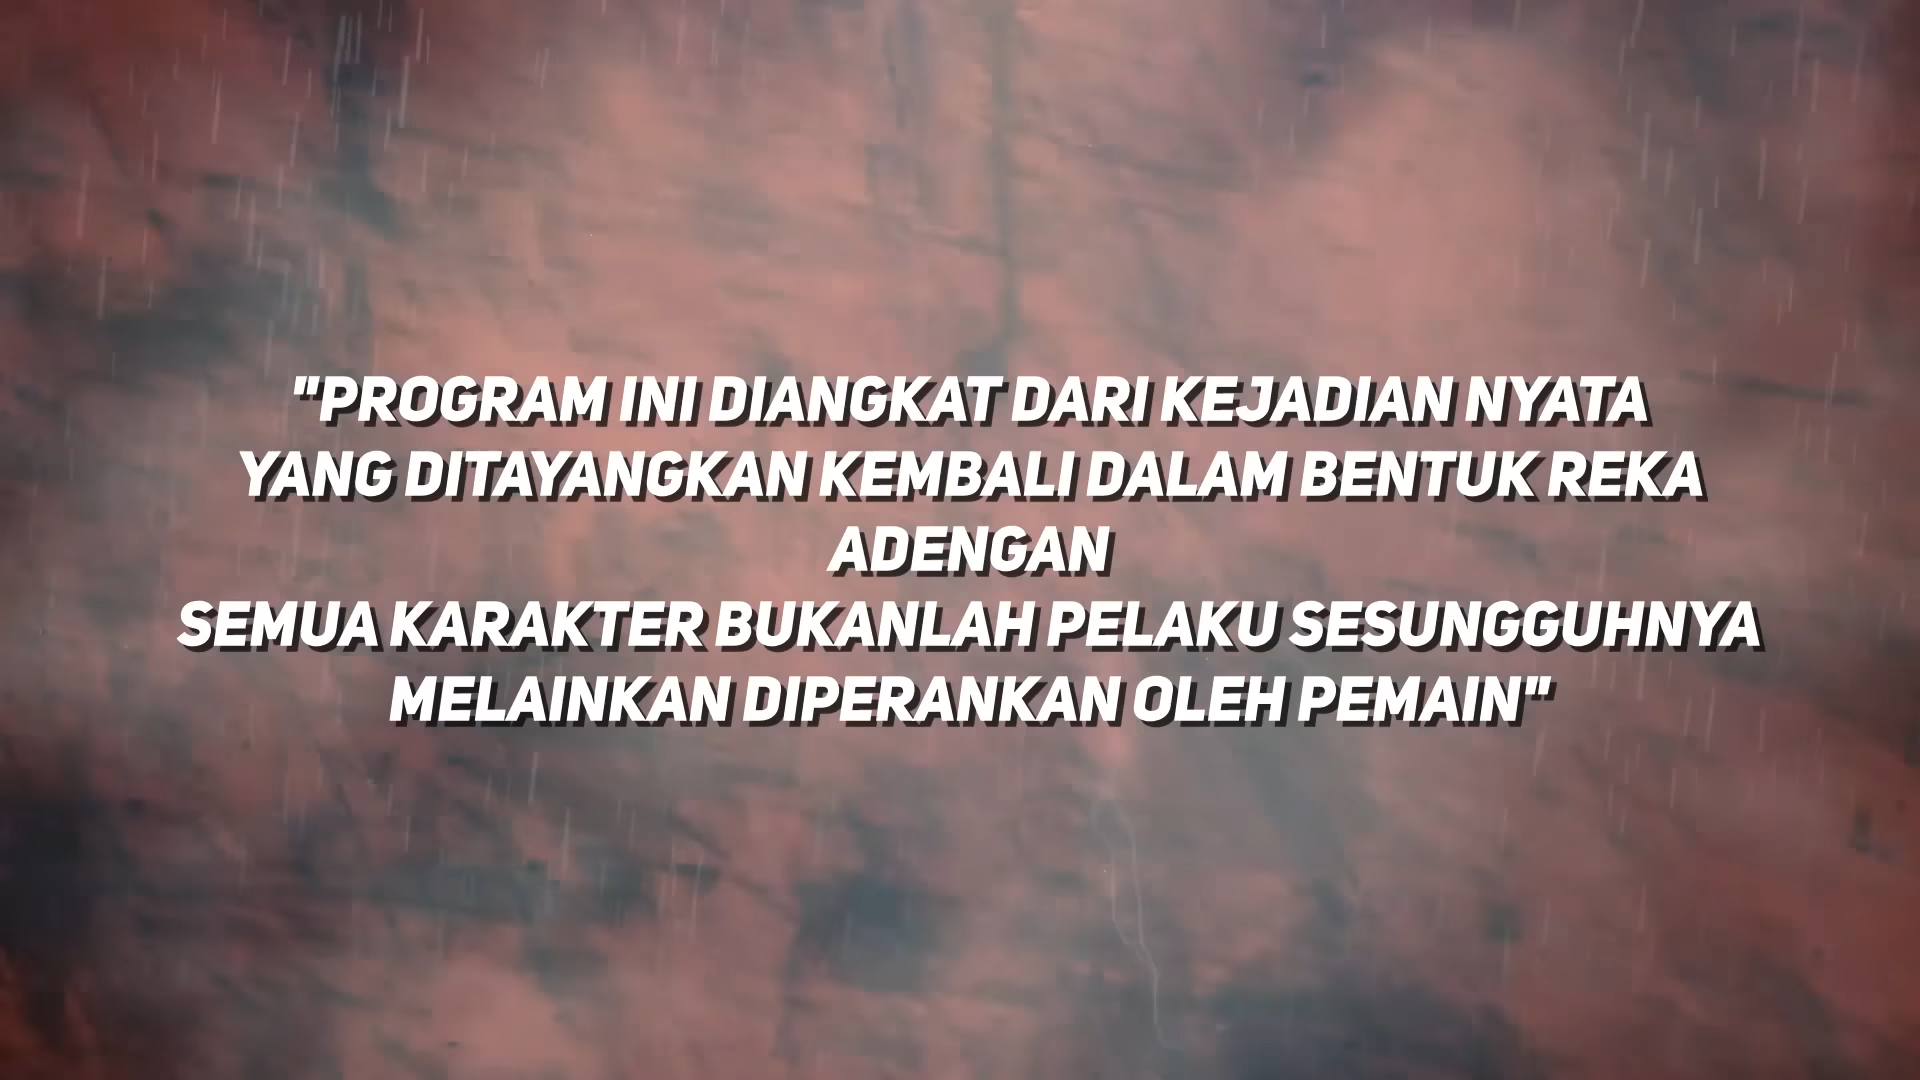 "PROGRAM INI DIANGKAT DARI KEJADIAN NYATA
YANG DITAYANGKAN KEMBALI DALAM BENTUK REKA
ADENGAN
SEMUA KARAKTER BUKANLAH PELAKU SESUNGGUHNYA
MELAINKAN DIPERANKAN OLEH PEMAIN"